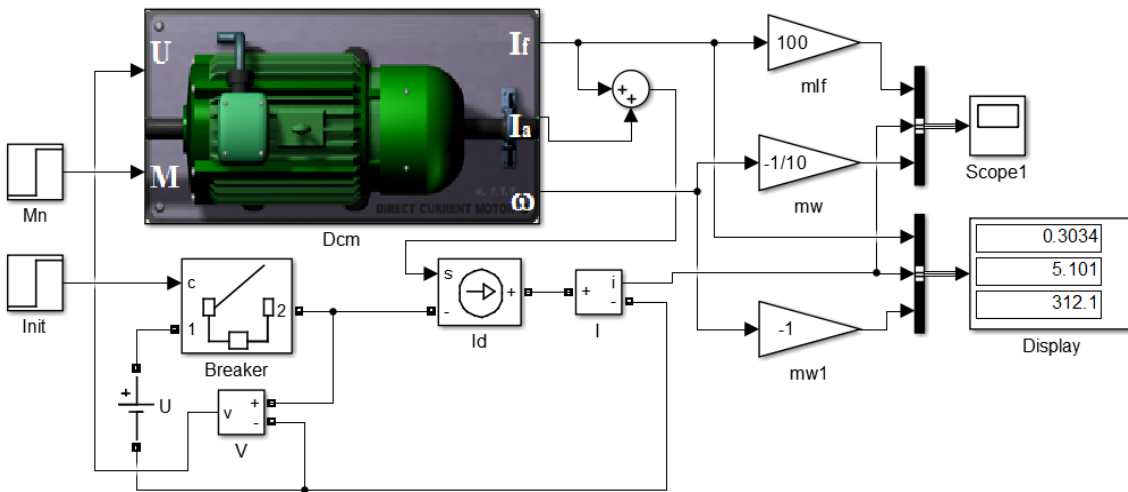 U
If
100
mIf
Ia
M
-1/10
mw
Scope1
Mn
ω
DIRECT CURRENT MOTOR
Dcm
0.3034
5.101
312.1
Display
s
+
-
Id
+
i
-
I
-1
mw1
c
1
2
Breaker
Init
+
U
v
+
-
V
+
+